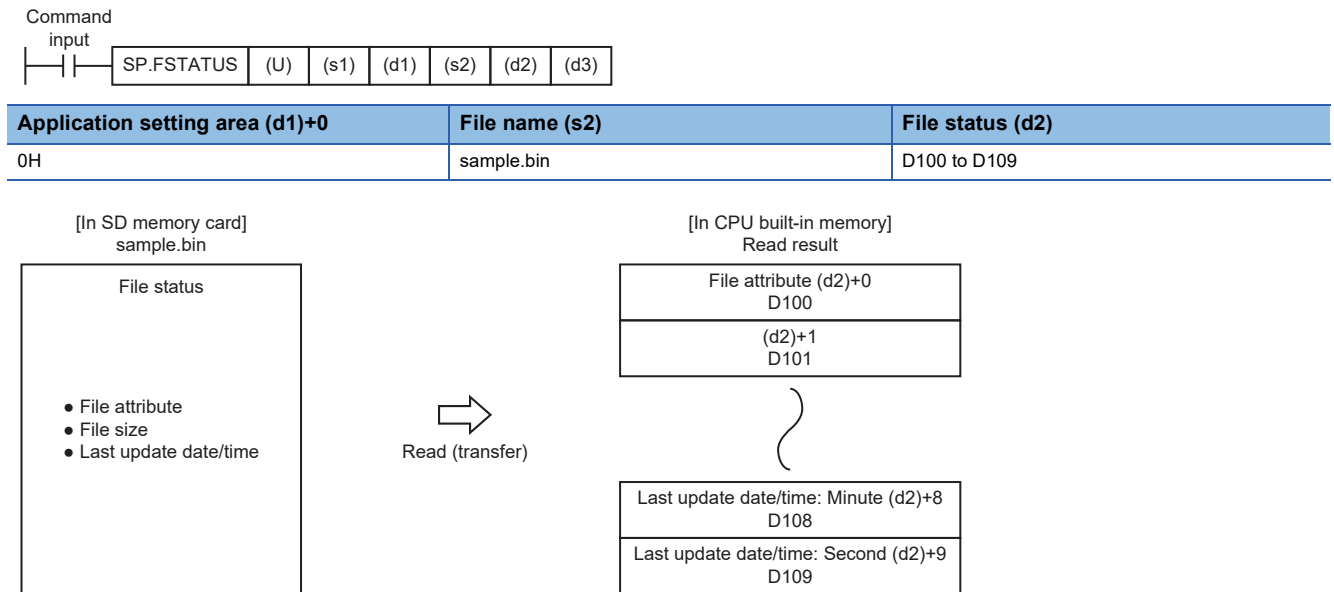 Command
input
SP.FSTATUS (U) (s1) (d1) (s2) (d2) (d3)
Application setting area (d1)+0 File name (s2) File status (d2)
0H sample.bin D100 to D109
[In SD memory card]
sample.bin
File status
● File attribute
● File size
● Last update date/time
Read (transfer)
[In CPU built-in memory]
Read result
File attribute (d2)+0
D100
(d2)+1
D101
Last update date/time: Minute (d2)+8
D108
Last update date/time: Second (d2)+9
D109